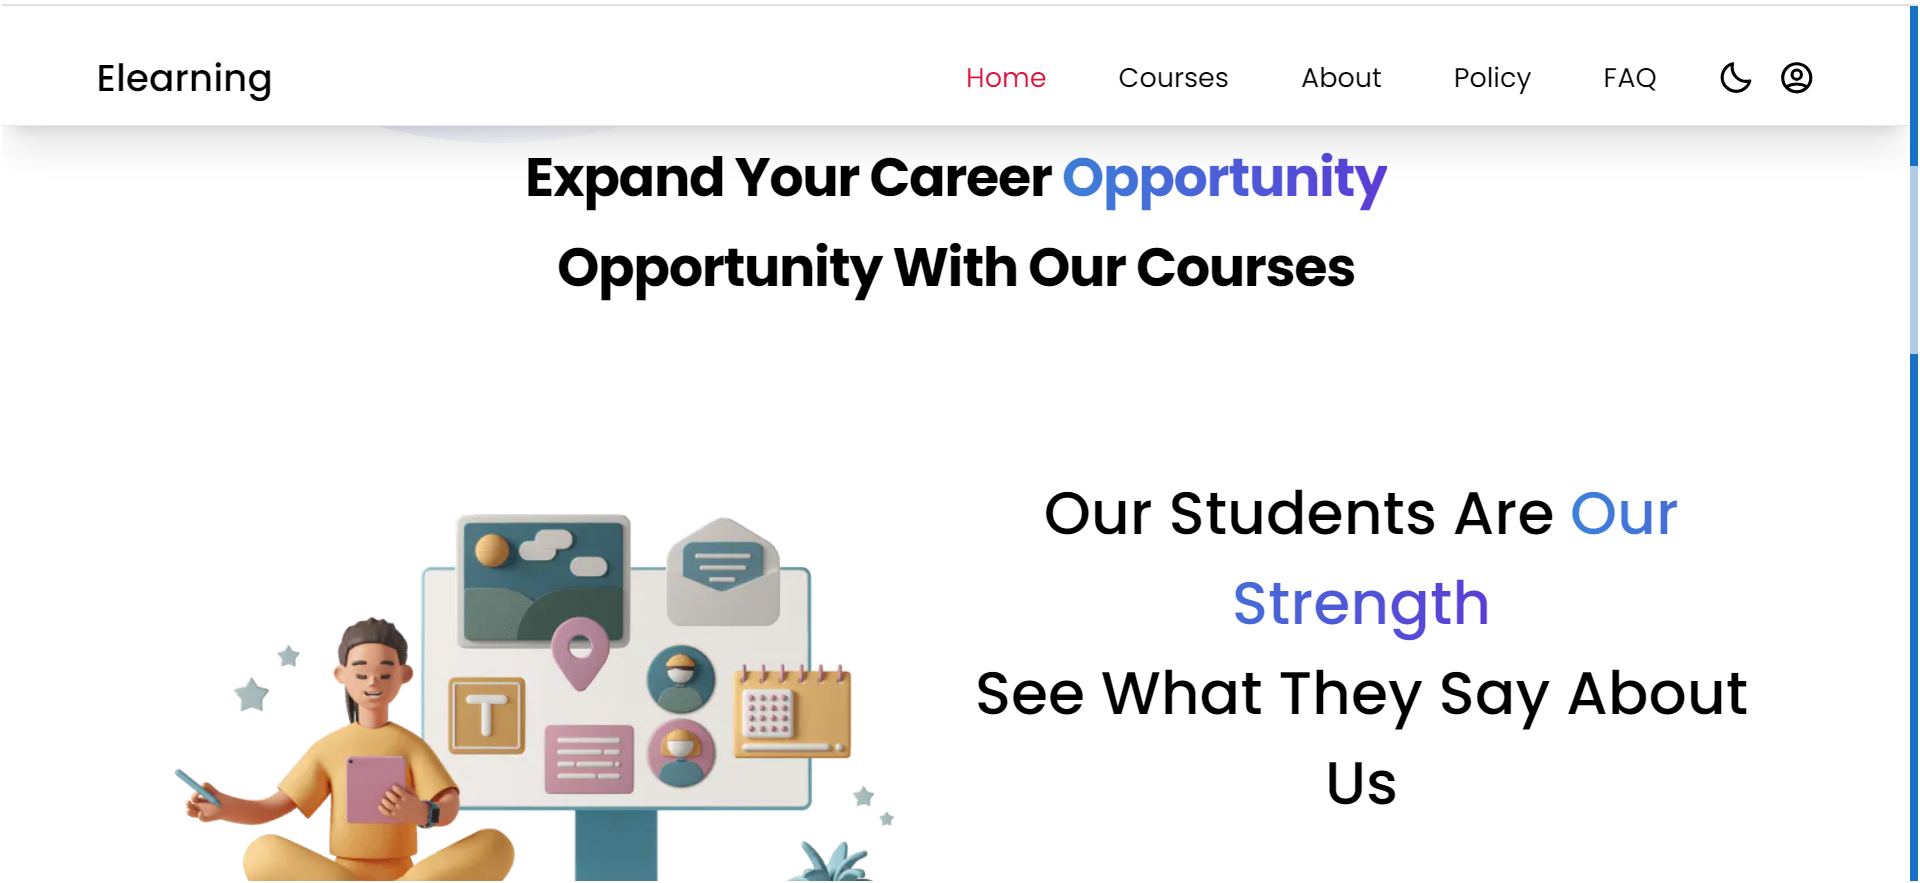 Elearning
Home Courses About Policy FAQ
Expand Your Career Opportunity
Opportunity With Our Courses
Our Students Are Our
Strength
See What They Say About
Us
T